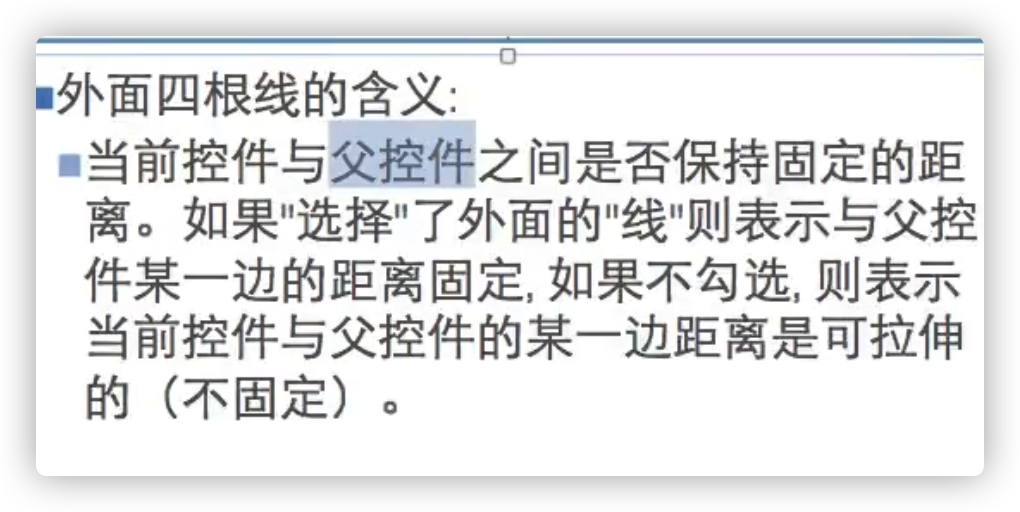 外面四根线的含义:
当前控件与父控件之间是否保持固定的距
离。如果"选择"了外面的"线"则表示与父控
件某一边的距离固定, 如果不勾选, 则表示
当前控件与父控件的某一边距离是可拉伸
的（不固定）。